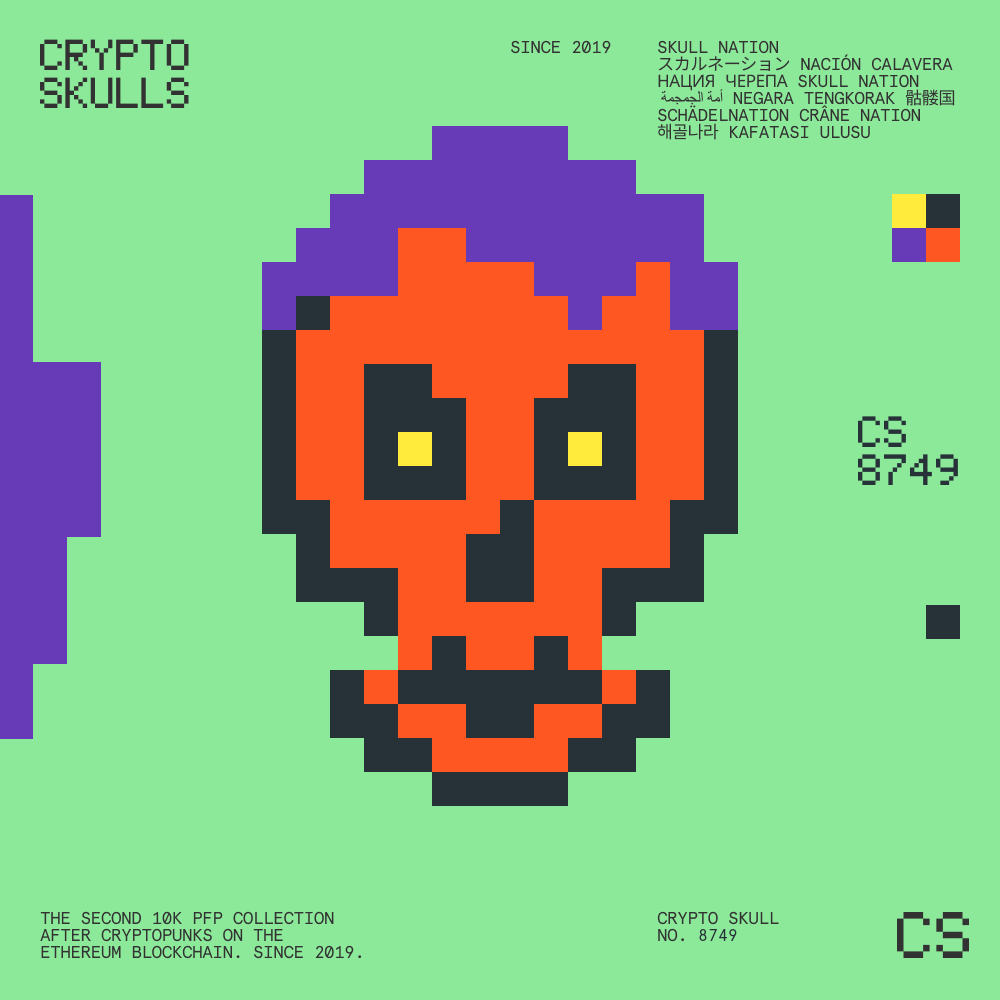 CRYPTO
SKULLS
SINCE 2019
SKULL NATION
スカルネーション NACIÓN CALAVERA
НАЦИЯ ЧЕРЕПА SKULL NATION
أمة الجمجمة NEGARA TENGKORAK 骷髏国
SCHÄDELNATION CRÂNE NATION
해골나라 KAFATASI ULUSU
CS
8749
THE SECOND 10K PFP COLLECTION
AFTER CRYPTOPUNKS ON THE
ETHEREUM BLOCKCHAIN. SINCE 2019.
CRYPTO SKULL
NO. 8749
CS